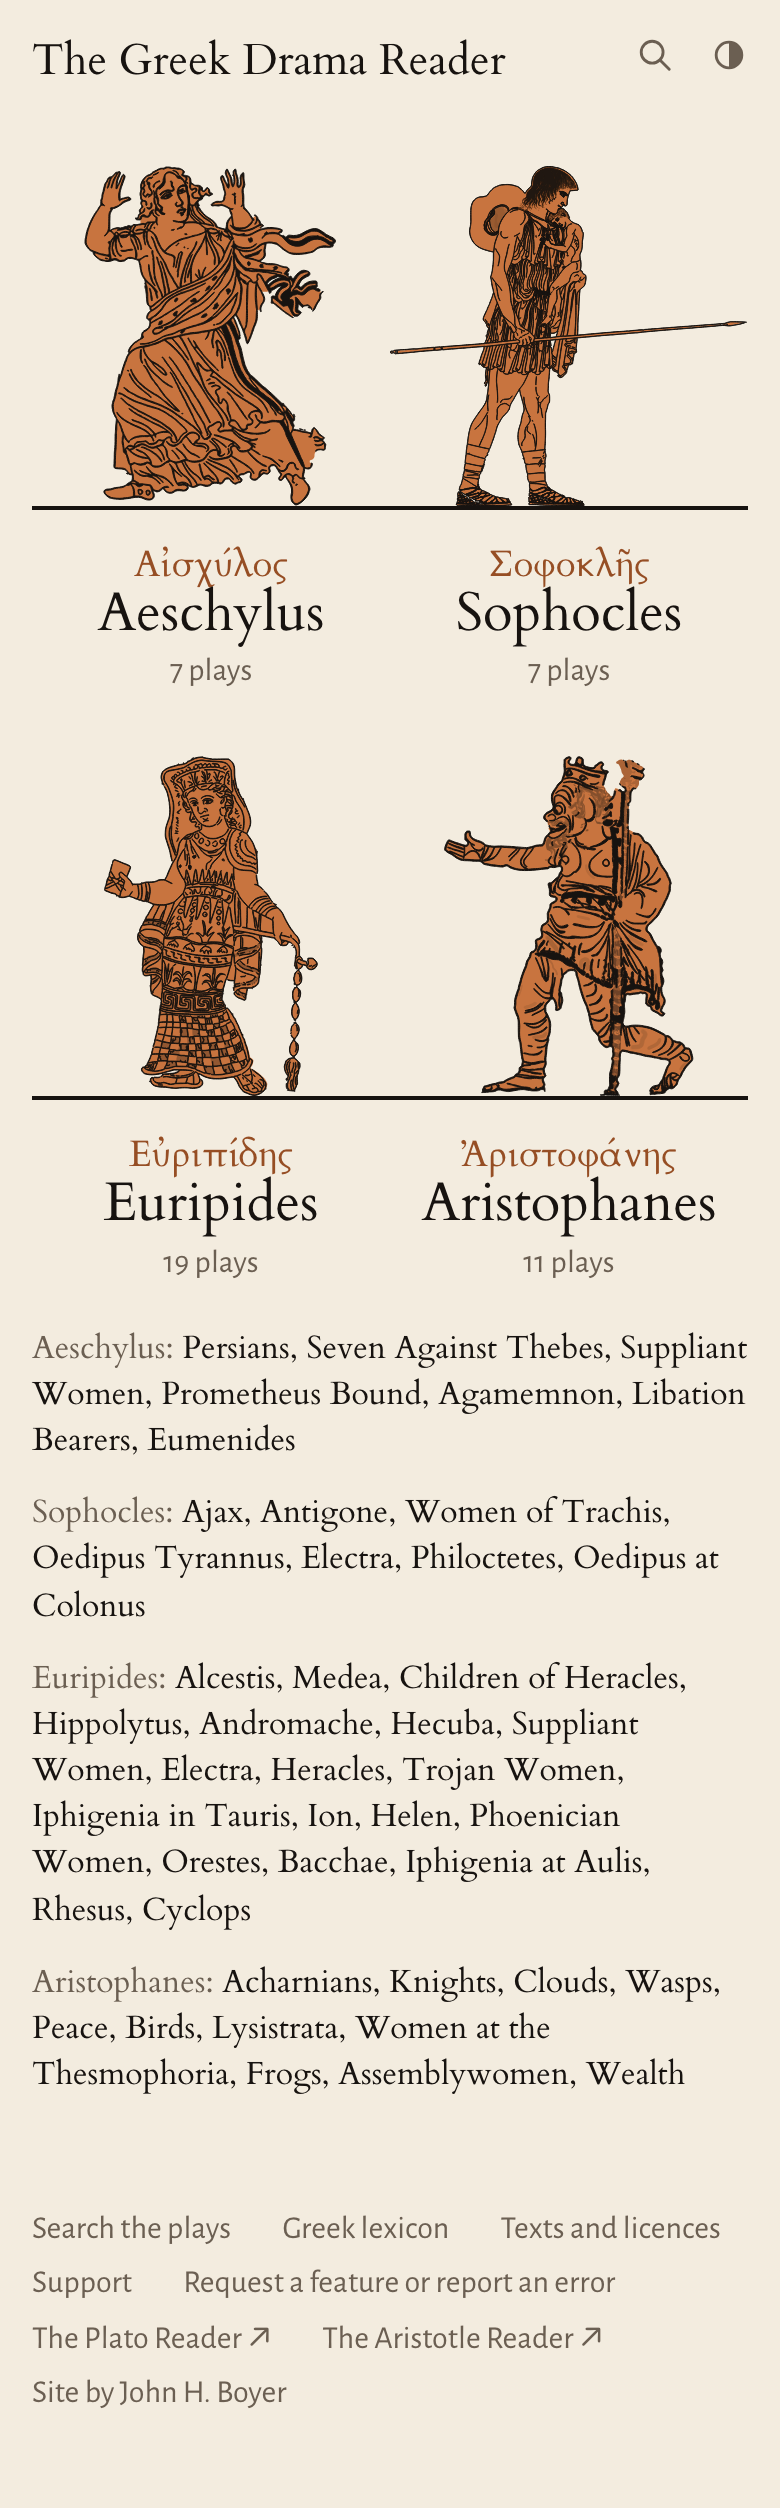 The Greek Drama Reader
Αἰσχύλος
Aeschylus
7 plays
Σοφοκλῆς
Sophocles
7 plays
Εὐριπίδης
Euripides
19 plays
Ἀριστοφάνης
Aristophanes
11 plays
Aeschylus: Persians, Seven Against Thebes, Suppliant
Women, Prometheus Bound, Agamemnon, Libation
Bearers, Eumenides
Sophocles: Ajax, Antigone, Women of Trachis,
Oedipus Tyrannus, Electra, Philoctetes, Oedipus at
Colonus
Euripides: Alcestis, Medea, Children of Heracles,
Hippolytus, Andromache, Hecuba, Suppliant
Women, Electra, Heracles, Trojan Women,
Iphigenia in Tauris, Ion, Helen, Phoenician
Women, Orestes, Bacchae, Iphigenia at Aulis,
Rhesus, Cyclops
Aristophanes: Acharnians, Knights, Clouds, Wasps,
Peace, Birds, Lysistrata, Women at the
Thesmophoria, Frogs, Assemblywomen, Wealth
Search the plays Greek lexicon Texts and licences
Support Request a feature or report an error
The Plato Reader ↗ The Aristotle Reader ↗
Site by John H. Boyer